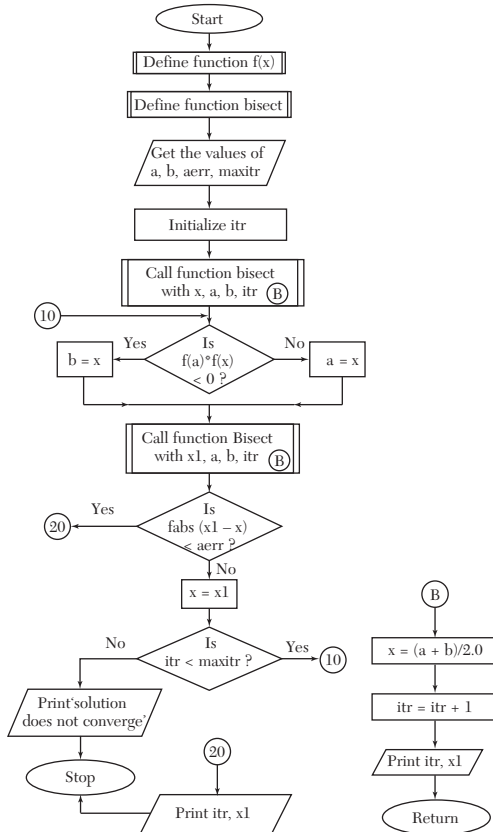 Start
Define function f(x)
Define function bisect
Get the values of
a, b, aerr, maxitr
Initialize itr
Call function bisect
with x, a, b, itr
B
10
Yes
Is
f(a)*f(x)
< 0 ?
No
b = x
a = x
Call function Bisect
with x1, a, b, itr
B
Yes
Is
fabs (x1 – x)
< aerr ?
20
No
x = x1
No
Is
itr < maxitr ?
Yes
10
Print‘solution
does not converge’
Stop
20
Print itr, x1
B
x = (a + b)/2.0
itr = itr + 1
Print itr, x1
Return